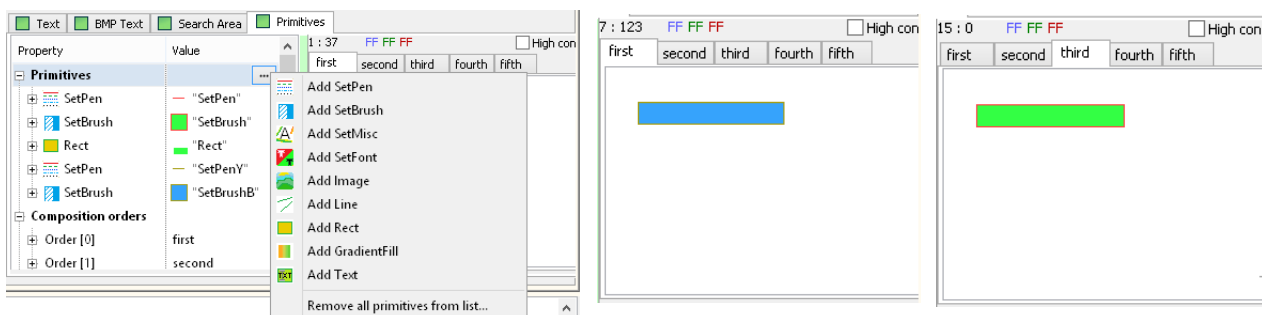 Text BMP Text Search Area Primitives
Property Value
Primitives ...
SetPen "SetPen"
SetBrush "SetBrush"
Rect "Rect"
SetPen "SetPenY"
SetBrush "SetBrushB"
Composition orders
Order [0] first
Order [1] second
1 : 37 FF FF FF High con
first second third fourth fifth
Add SetPen
Add SetBrush
Add SetMisc
Add SetFont
Add Image
Add Line
Add Rect
Add GradientFill
TXT Add Text
Remove all primitives from list...
7 : 123 FF FF FF High con
first second third fourth fifth
15 : 0 FF FF FF High con
first second third fourth fifth